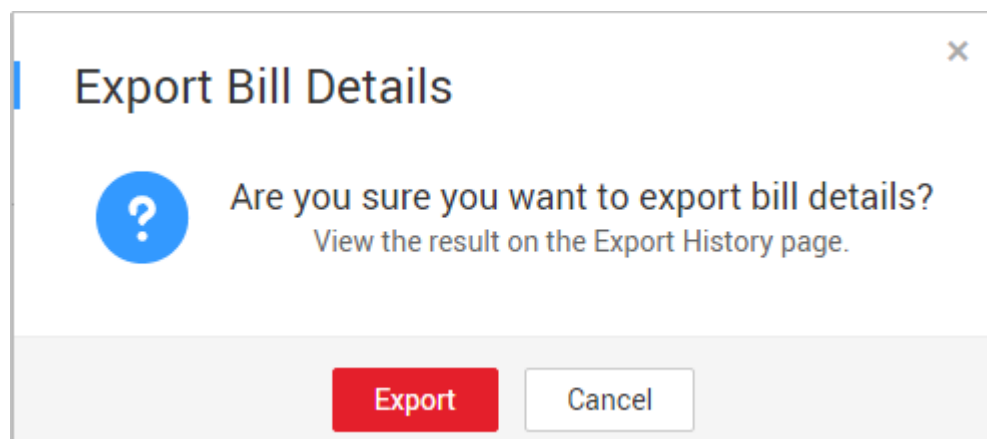 Export Bill Details
Are you sure you want to export bill details?
View the result on the Export History page.
Export
Cancel